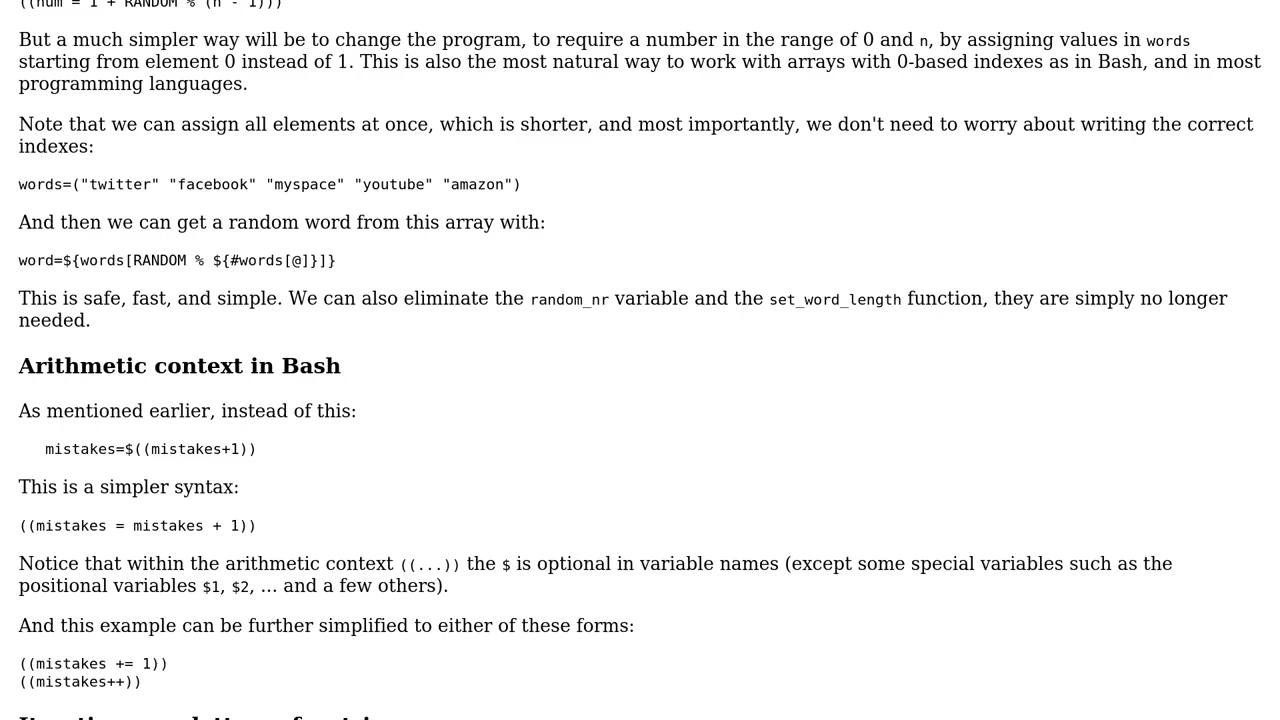 ((num = 1 + RANDOM % (n - 1)))
But a much simpler way will be to change the program, to require a number in the range of 0 and n, by assigning values in words
starting from element 0 instead of 1. This is also the most natural way to work with arrays with 0-based indexes as in Bash, and in most
programming languages.
Note that we can assign all elements at once, which is shorter, and most importantly, we don't need to worry about writing the correct
indexes:
words=("twitter" "facebook" "myspace" "youtube" "amazon")
And then we can get a random word from this array with:
word=${words[RANDOM % ${#words[@]}]}
This is safe, fast, and simple. We can also eliminate the random_nr variable and the set_word_length function, they are simply no longer
needed.
Arithmetic context in Bash
As mentioned earlier, instead of this:
mistakes=$((mistakes+1))
This is a simpler syntax:
((mistakes = mistakes + 1))
Notice that within the arithmetic context ((...)) the $ is optional in variable names (except some special variables such as the
positional variables $1, $2, ... and a few others).
And this example can be further simplified to either of these forms:
((mistakes += 1))
((mistakes++))